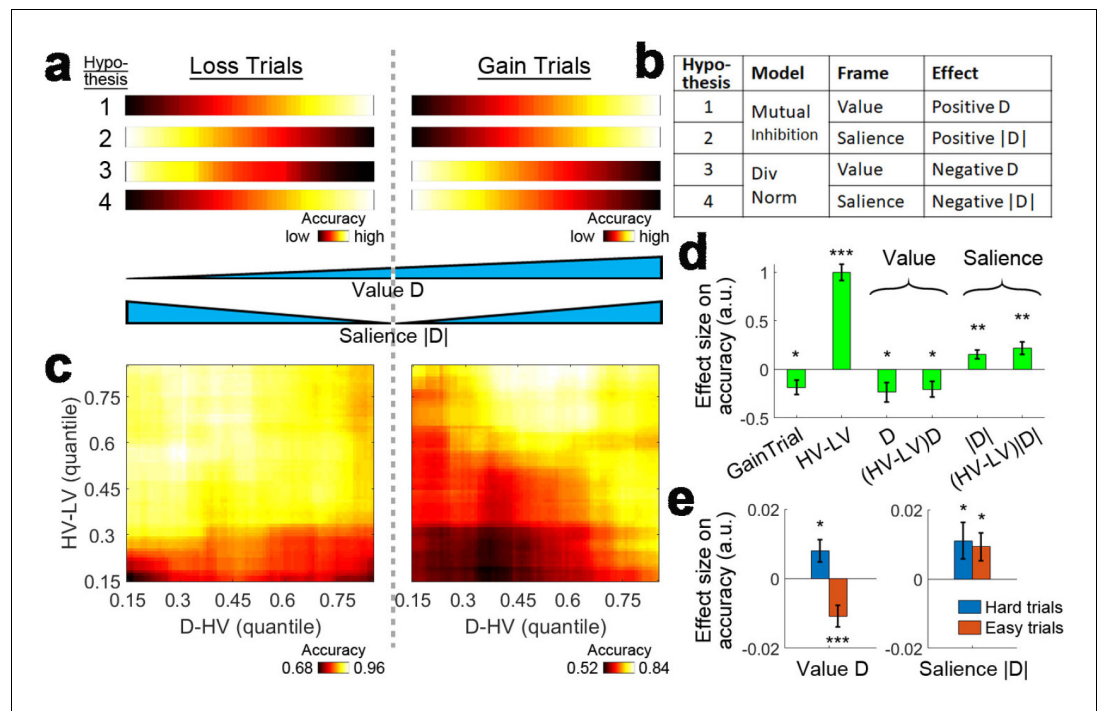 a
Hypo-
thesis
Loss Trials
Gain Trials
1
2
3
4
Accuracy
low high
Accuracy
low high
Value D
Salience |D|
b
Hypo-
thesis Model Frame Effect
1 Mutual Inhibition Value Positive D
2 Salience Positive |D|
3 Div Norm Value Negative D
4 Salience Negative |D|
c
HV-LV (quantile)
0.75
0.6
0.45
0.3
0.15
0.15 0.3 0.45 0.6 0.75
D-HV (quantile)
Accuracy
0.68 0.96
0.15 0.3 0.45 0.6 0.75
D-HV (quantile)
Accuracy
0.52 0.84
d
Effect size on
accuracy (a.u.)
1
0.5
0
-0.5
Value
Salience
* *** * * ** **
GainTrial
HV-LV
D
(HV-LV)D
|D|
(HV-LV)|D|
e
Effect size on
accuracy (a.u.)
0.02
0
-0.02
* ***
Value D
0.02
0
-0.02
* *
Hard trials
Easy trials
Salience |D|